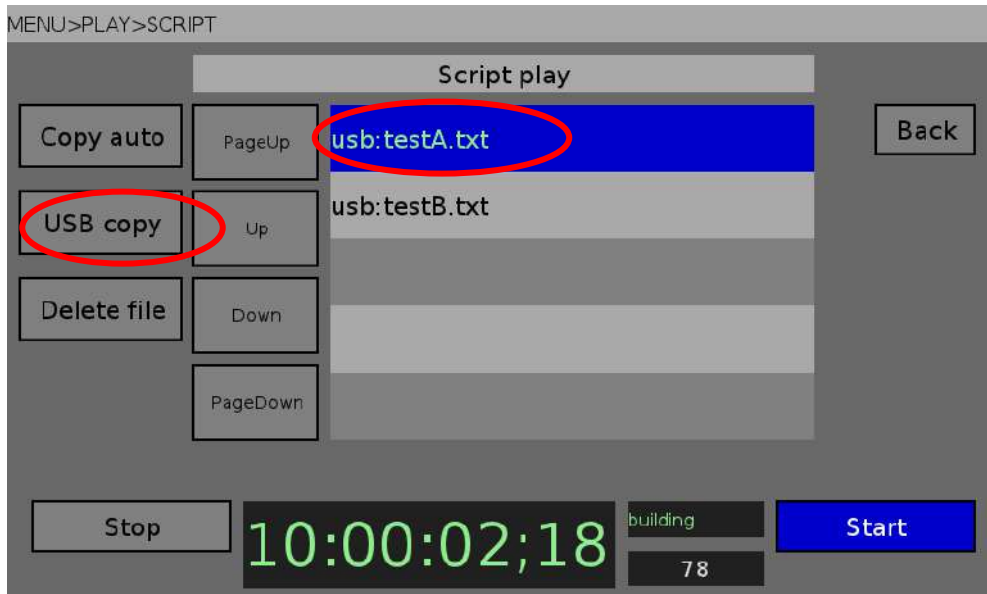 MENU>PLAY>SCRIPT
Script play
Copy auto
PageUp
usb:testA.txt
Back
USB copy
Up
usb:testB.txt
Delete file
Down
PageDown
Stop
10:00:02;18
building
78
Start